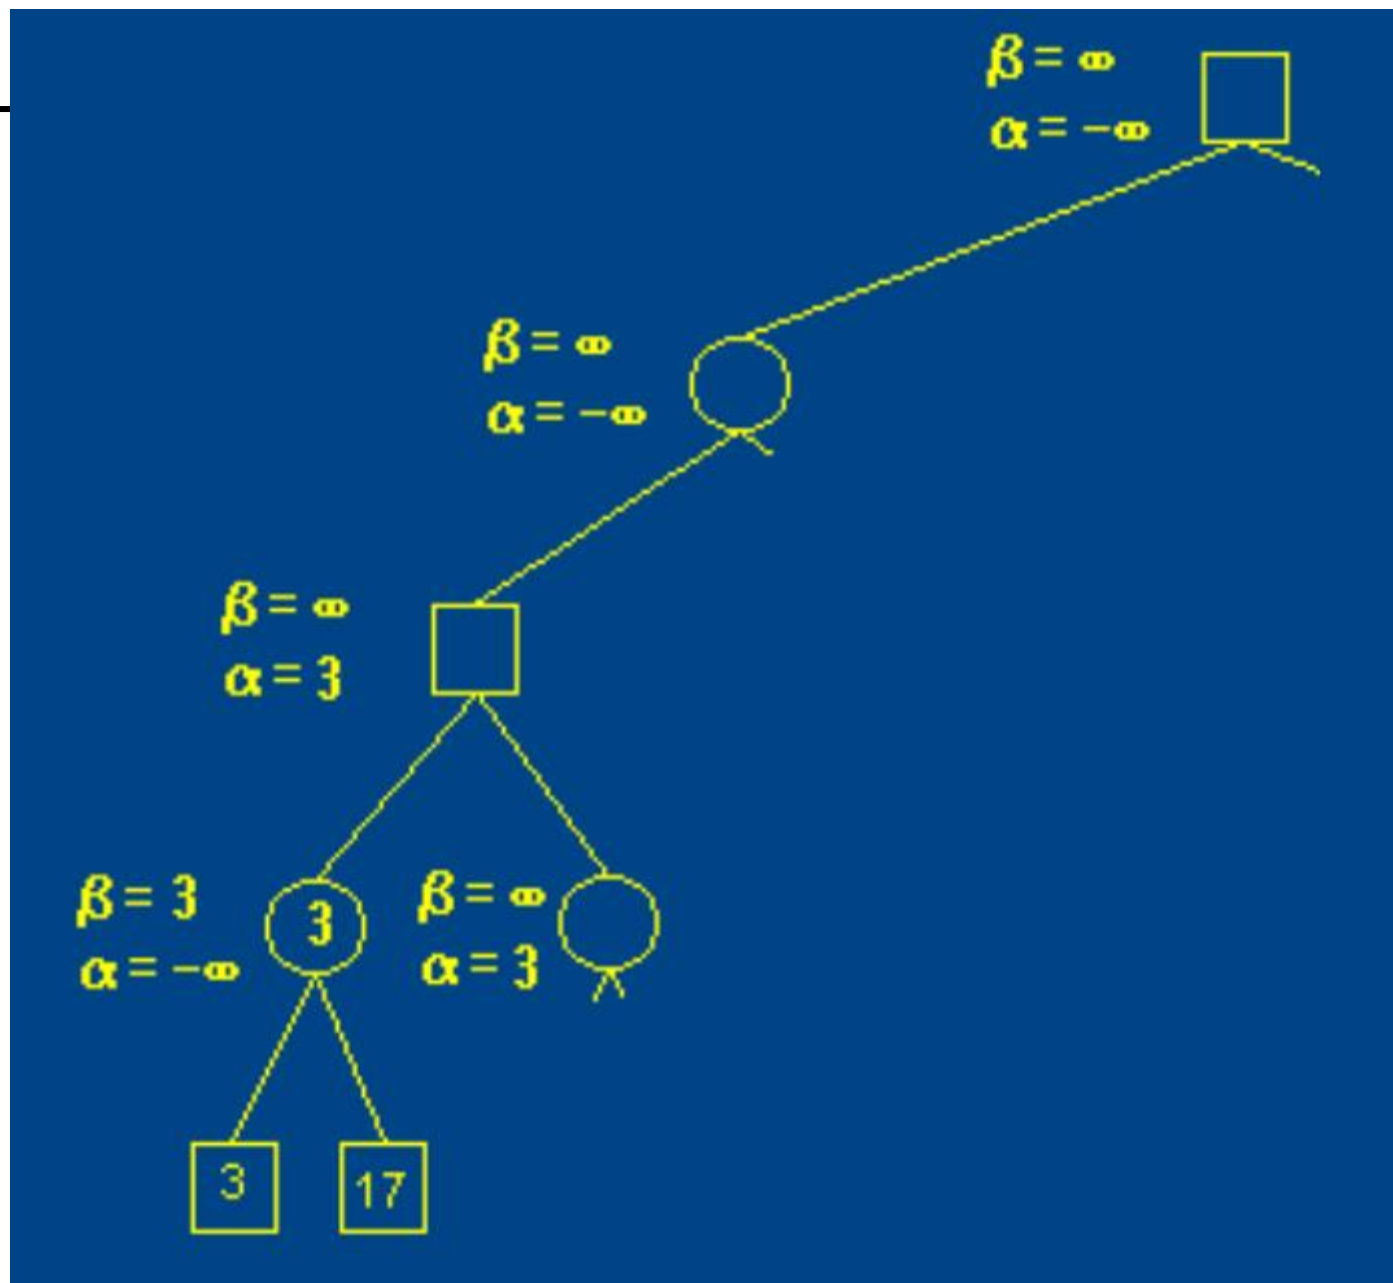 β = ∞
α = −∞
β = ∞
α = −∞
β = ∞
α = 3
β = 3
α = −∞
3
β = ∞
α = 3
3
17